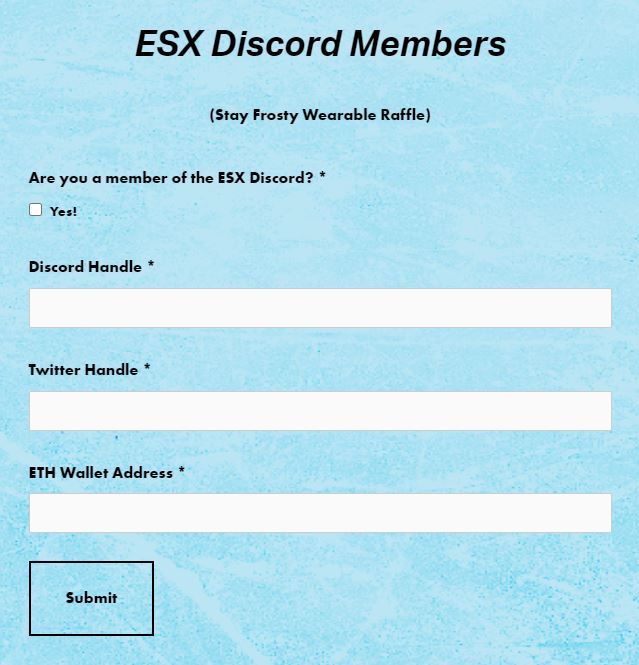 ESX Discord Members
(Stay Frosty Wearable Raffle)
Are you a member of the ESX Discord? *
Yes!
Discord Handle *
Twitter Handle *
ETH Wallet Address *
Submit